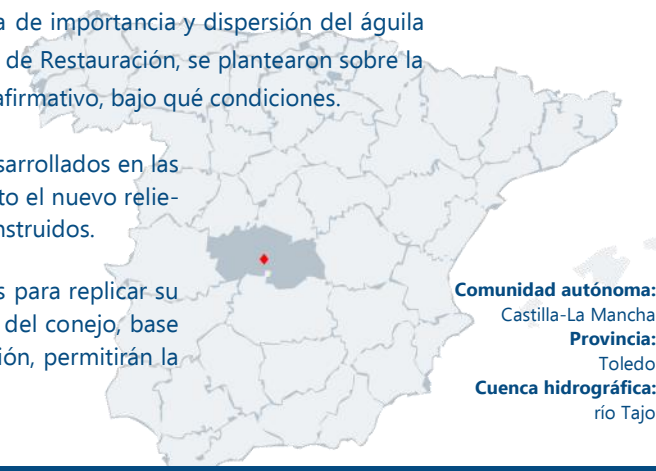 a de importancia y dispersión del águila
de Restauración, se plantearon sobre la
afirmativo, bajo qué condiciones.
sarrollados en las
to el nuevo relie-
nstruidos.
s para replicar su
del conejo, base
ión, permitirán la
Comunidad autónoma:
Castilla-La Mancha
Provincia:
Toledo
Cuenca hidrográfica:
río Tajo